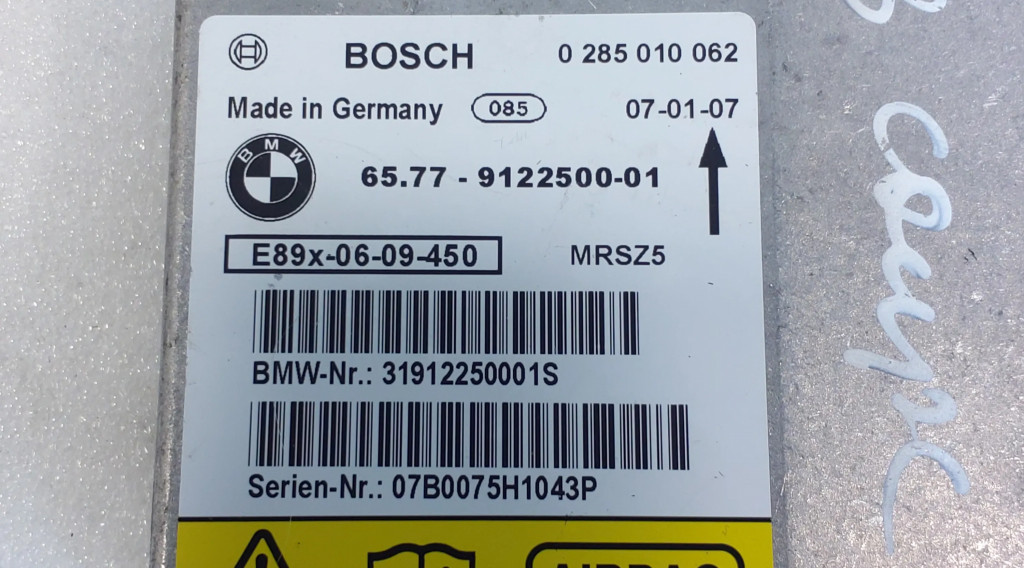 BOSCH 0 285 010 062
Made in Germany 085 07-01-07
BMW
65.77 - 9122500-01
E89x-06-09-450 MRSZ5
BMW-Nr.: 31912250001S
Serien-Nr.: 07B0075H1043P
AIRBAG